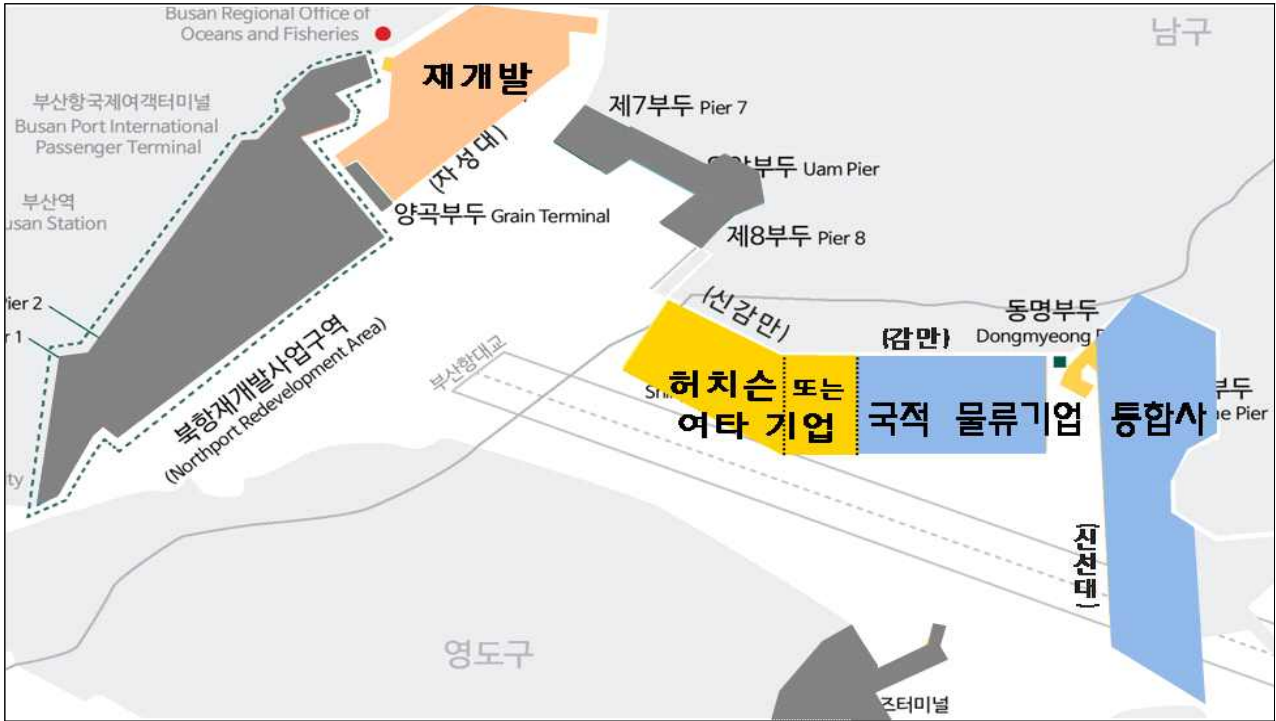 Busan Regional Office of
Oceans and Fisheries
남구
재개발
부산항국제여객터미널
Busan Port International
Passenger Terminal
제7부두 Pier 7
(자성대)
부두 Uam Pier
부산역
usan Station
양곡부두 Grain Terminal
제8부두 Pier 8
ier 2
r 1
(신감만)
동명부두
(감만)
Dongmyeong
북항재개발사업구역
(Northport Redevelopment Area)
부산항대교
허치슨 또는
여타 기업
국적 물류기업 통합사
부두
ne Pier
ity
(신선대)
영도구
즈터미널